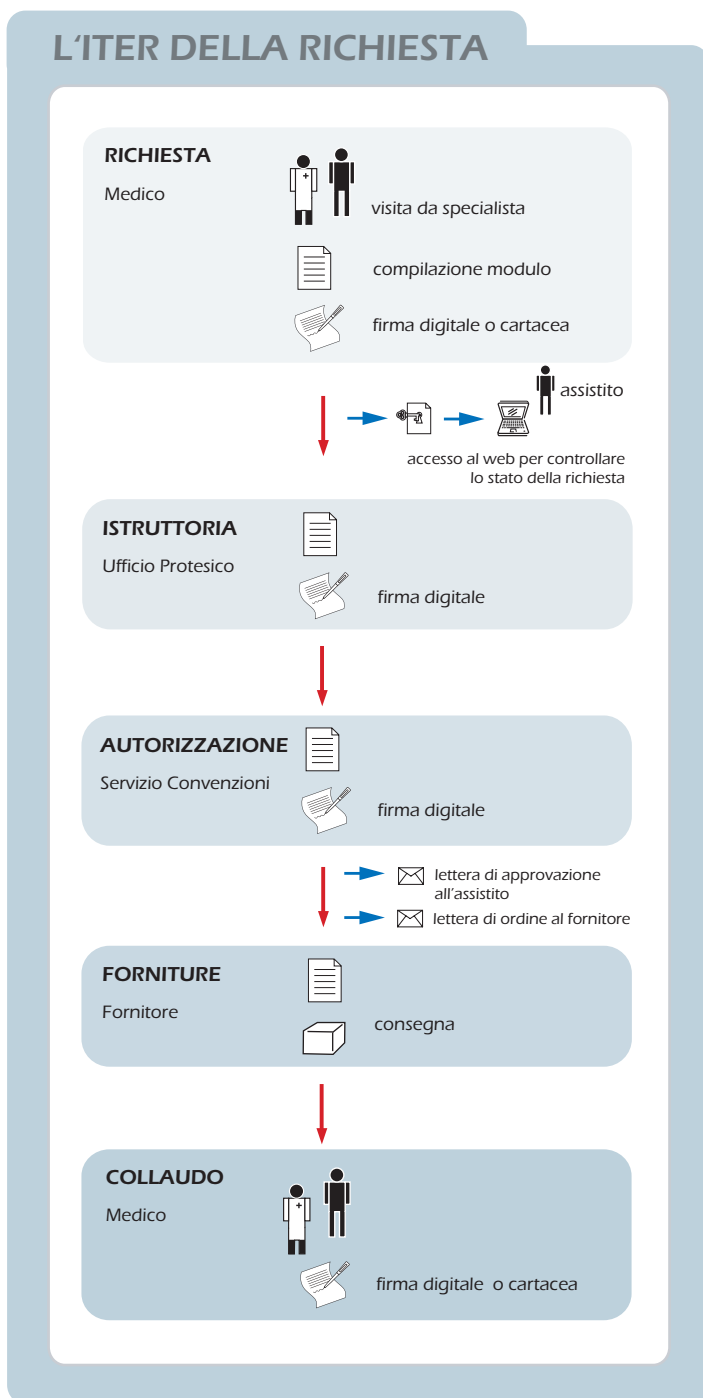 L'ITER DELLA RICHIESTA
RICHIESTA
Medico
visita da specialista
compilazione modulo
firma digitale o cartacea
assistito
accesso al web per controllare
lo stato della richiesta
ISTRUTTORIA
Ufficio Protesico
firma digitale
AUTORIZZAZIONE
Servizio Convenzioni
firma digitale
lettera di approvazione
all'assistito
lettera di ordine al fornitore
FORNITURE
Fornitore
consegna
COLLAUDO
Medico
firma digitale o cartacea